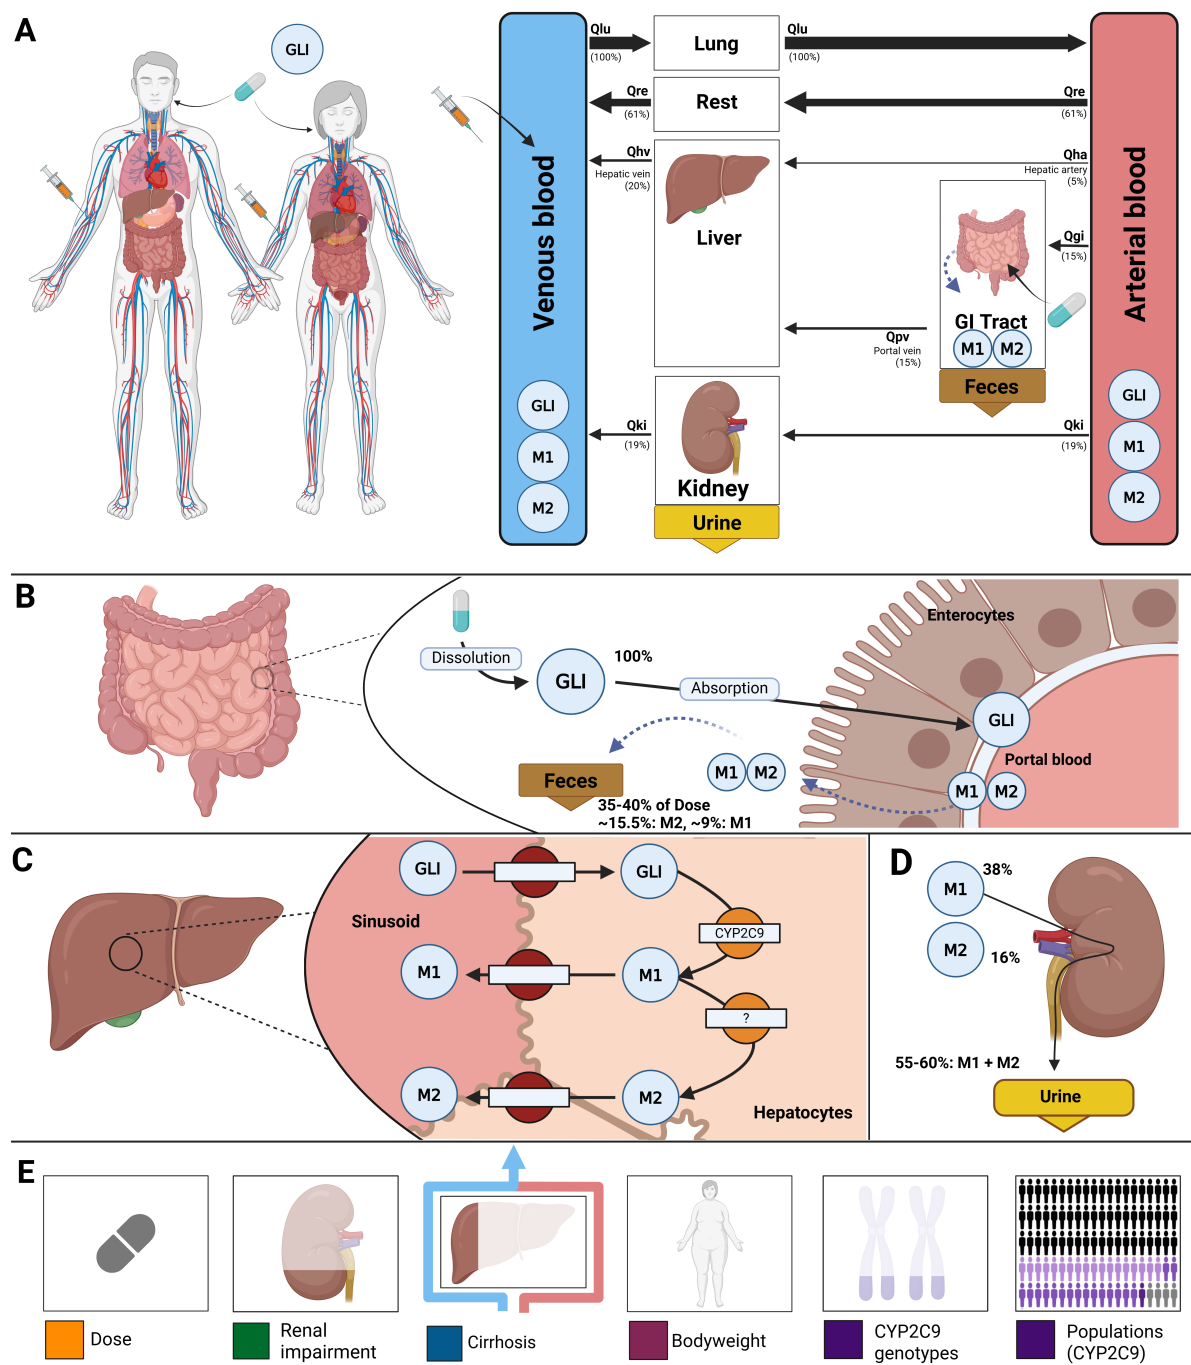 A
GLI
Venous blood
GLI
M1
M2
Qlu
(100%)
Lung
Qlu
(100%)
Qre
(61%)
Rest
Qre
(61%)
Qhv
Hepatic vein
(20%)
Liver
Qha
Hepatic artery
(5%)
Qgi
(15%)
GI Tract
M1
M2
Feces
Qpv
Portal vein
(15%)
Qki
(19%)
Kidney
Urine
Qki
(19%)
Arterial blood
GLI
M1
M2
B
Dissolution
GLI
100%
Absorption
Enterocytes
GLI
Portal blood
M1
M2
M1
M2
Feces
35-40% of Dose
~15.5%: M2, ~9%: M1
C
Sinusoid
GLI
GLI
CYP2C9
M1
M1
?
M2
M2
Hepatocytes
D
M1
38%
M2
16%
55-60%: M1 + M2
Urine
E
Dose
Renal
impairment
Cirrhosis
Bodyweight
CYP2C9
genotypes
Populations
(CYP2C9)